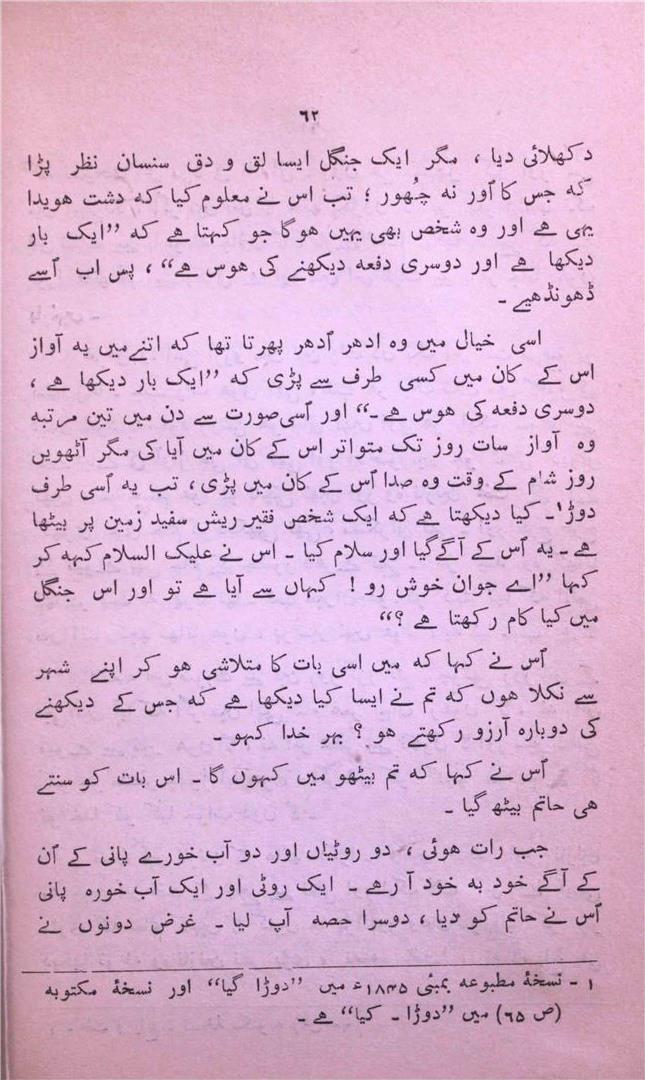 ٦٢
دکھلائی دیا ، مگر ایک جنگل ایسا لق و دق سنسان نظر پڑا
کہ جس کا اَور نہ چُھور ؛ تب اس نے معلوم کیا کہ دشت ھویدا
یہی ہے اور وہ شخص بھی یہیں ھوگا جو کہتا ہے کہ ”ایک بار
دیکھا ہے اور دوسری دفعہ دیکھنے کی ھوس ہے“ ، پس اب اُسے
ڈھونڈھیے ۔
اسی خیال میں وہ ادھر اُدھر پھرتا تھا کہ اتنے میں یہ آواز
اس کے کان میں کسی طرف سے پڑی کہ ”ایک بار دیکھا ہے ،
دوسری دفعہ کی ھوس ہے ۔“ اور اُسی صورت سے دن میں تین مرتبہ
وہ آواز سات روز تک متواتر اس کے کان میں آیا کی مگر آٹھویں
روز شام کے وقت وہ صدا اُس کے کان میں پڑی ، تب یہ اُسی طرف
دوڑا۱۔ کیا دیکھتا ہے کہ ایک شخص فقیر ریش سفید زمین پر بیٹھا
ہے ۔ یہ اُس کے آگے گیا اور سلام کیا ۔ اس نے علیک السلام کہہ کر
کہا ”اے جوان خوش رو ! کہاں سے آیا ہے تو اور اس جنگل
میں کیا کام رکھتا ہے ؟“
اُس نے کہا کہ میں اسی بات کا متلاشی ھو کر اپنے شہر
سے نکلا ھوں کہ تم نے ایسا کیا دیکھا ہے کہ جس کے دیکھنے
کی دوبارہ آرزو رکھتے ھو ؟ بہر خدا کہو ۔
اُس نے کہا کہ تم بیٹھو میں کہوں گا ۔ اس بات کو سنتے
ھی حاتم بیٹھ گیا ۔
جب رات ھوئی ، دو روٹیاں اور دو آب خورے پانی کے اُن
کے آگے خود بہ خود آ رہے ۔ ایک روٹی اور ایک آب خورہ پانی
اُس نے حاتم کو دیا ، دوسرا حصہ آپ لیا ۔ غرض دونوں نے
۱ ۔ نسخۂ مطبوعہ بمبئی ۱۸۴۵ء میں ”دوڑا گیا“ اور نسخۂ مکتوبہ
(ص ٦٥) میں ”دوڑا ۔ کیا“ ہے ۔